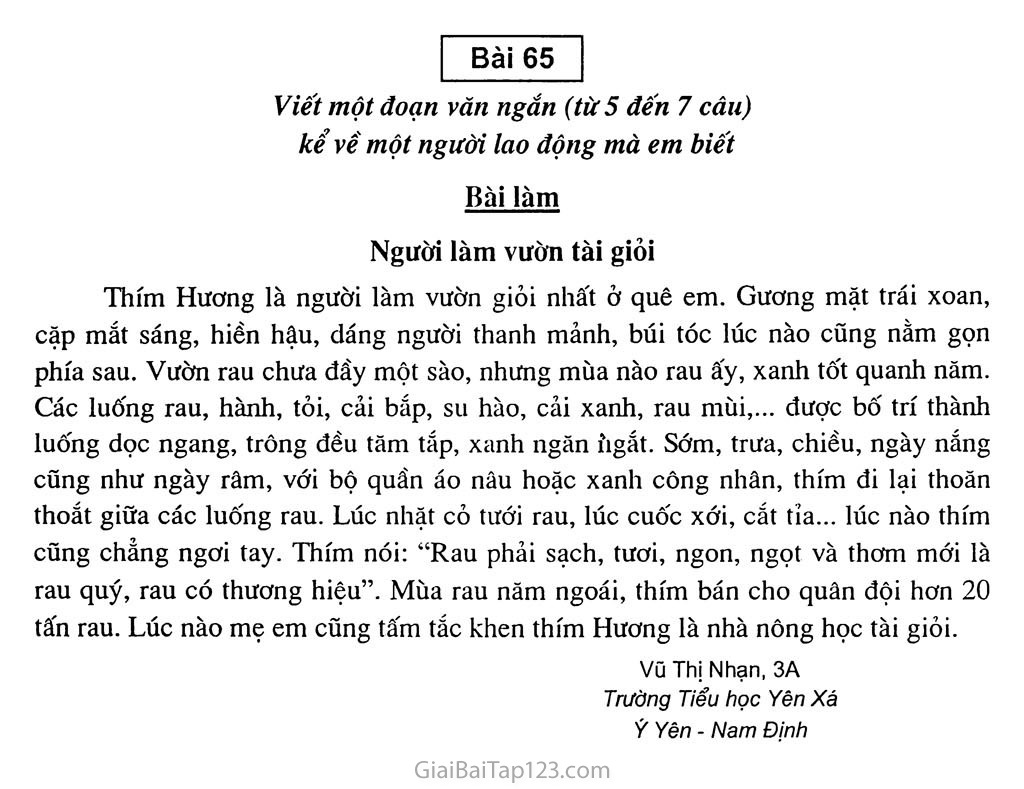 Bài 65
Viết một đoạn văn ngắn (từ 5 đến 7 câu)
kể về một người lao động mà em biết
Bài làm
Người làm vườn tài giỏi
Thím Hương là người làm vườn giỏi nhất ở quê em. Gương mặt trái xoan,
cặp mắt sáng, hiền hậu, dáng người thanh mảnh, búi tóc lúc nào cũng nằm gọn
phía sau. Vườn rau chưa đầy một sào, nhưng mùa nào rau ấy, xanh tốt quanh năm.
Các luống rau, hành, tỏi, cải bắp, su hào, cải xanh, rau mùi,... được bố trí thành
luống dọc ngang, trông đều tăm tắp, xanh ngăn ngắt. Sớm, trưa, chiều, ngày nắng
cũng như ngày râm, với bộ quần áo nâu hoặc xanh công nhân, thím đi lại thoăn
thoắt giữa các luống rau. Lúc nhặt cỏ tưới rau, lúc cuốc xới, cắt tỉa... lúc nào thím
cũng chẳng ngơi tay. Thím nói: “Rau phải sạch, tươi, ngon, ngọt và thơm mới là
rau quý, rau có thương hiệu”. Mùa rau năm ngoái, thím bán cho quân đội hơn 20
tấn rau. Lúc nào mẹ em cũng tấm tắc khen thím Hương là nhà nông học tài giỏi.
Vũ Thị Nhạn, 3A
Trường Tiểu học Yên Xá
Ý Yên - Nam Định
GiaiBaiTap123.com